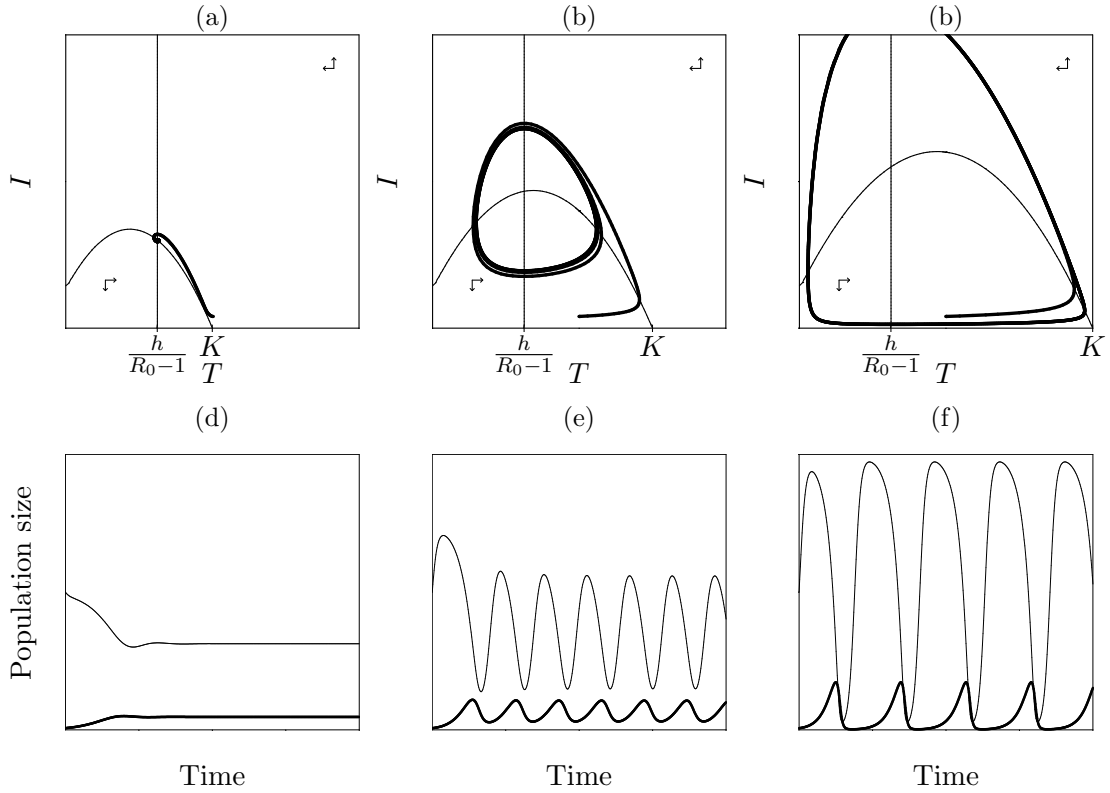 (a) (b) (b)
I I I
h/(R₀−1) K h/(R₀−1) K h/(R₀−1) K
T T T
(d) (e) (f)
Population size
Time Time Time